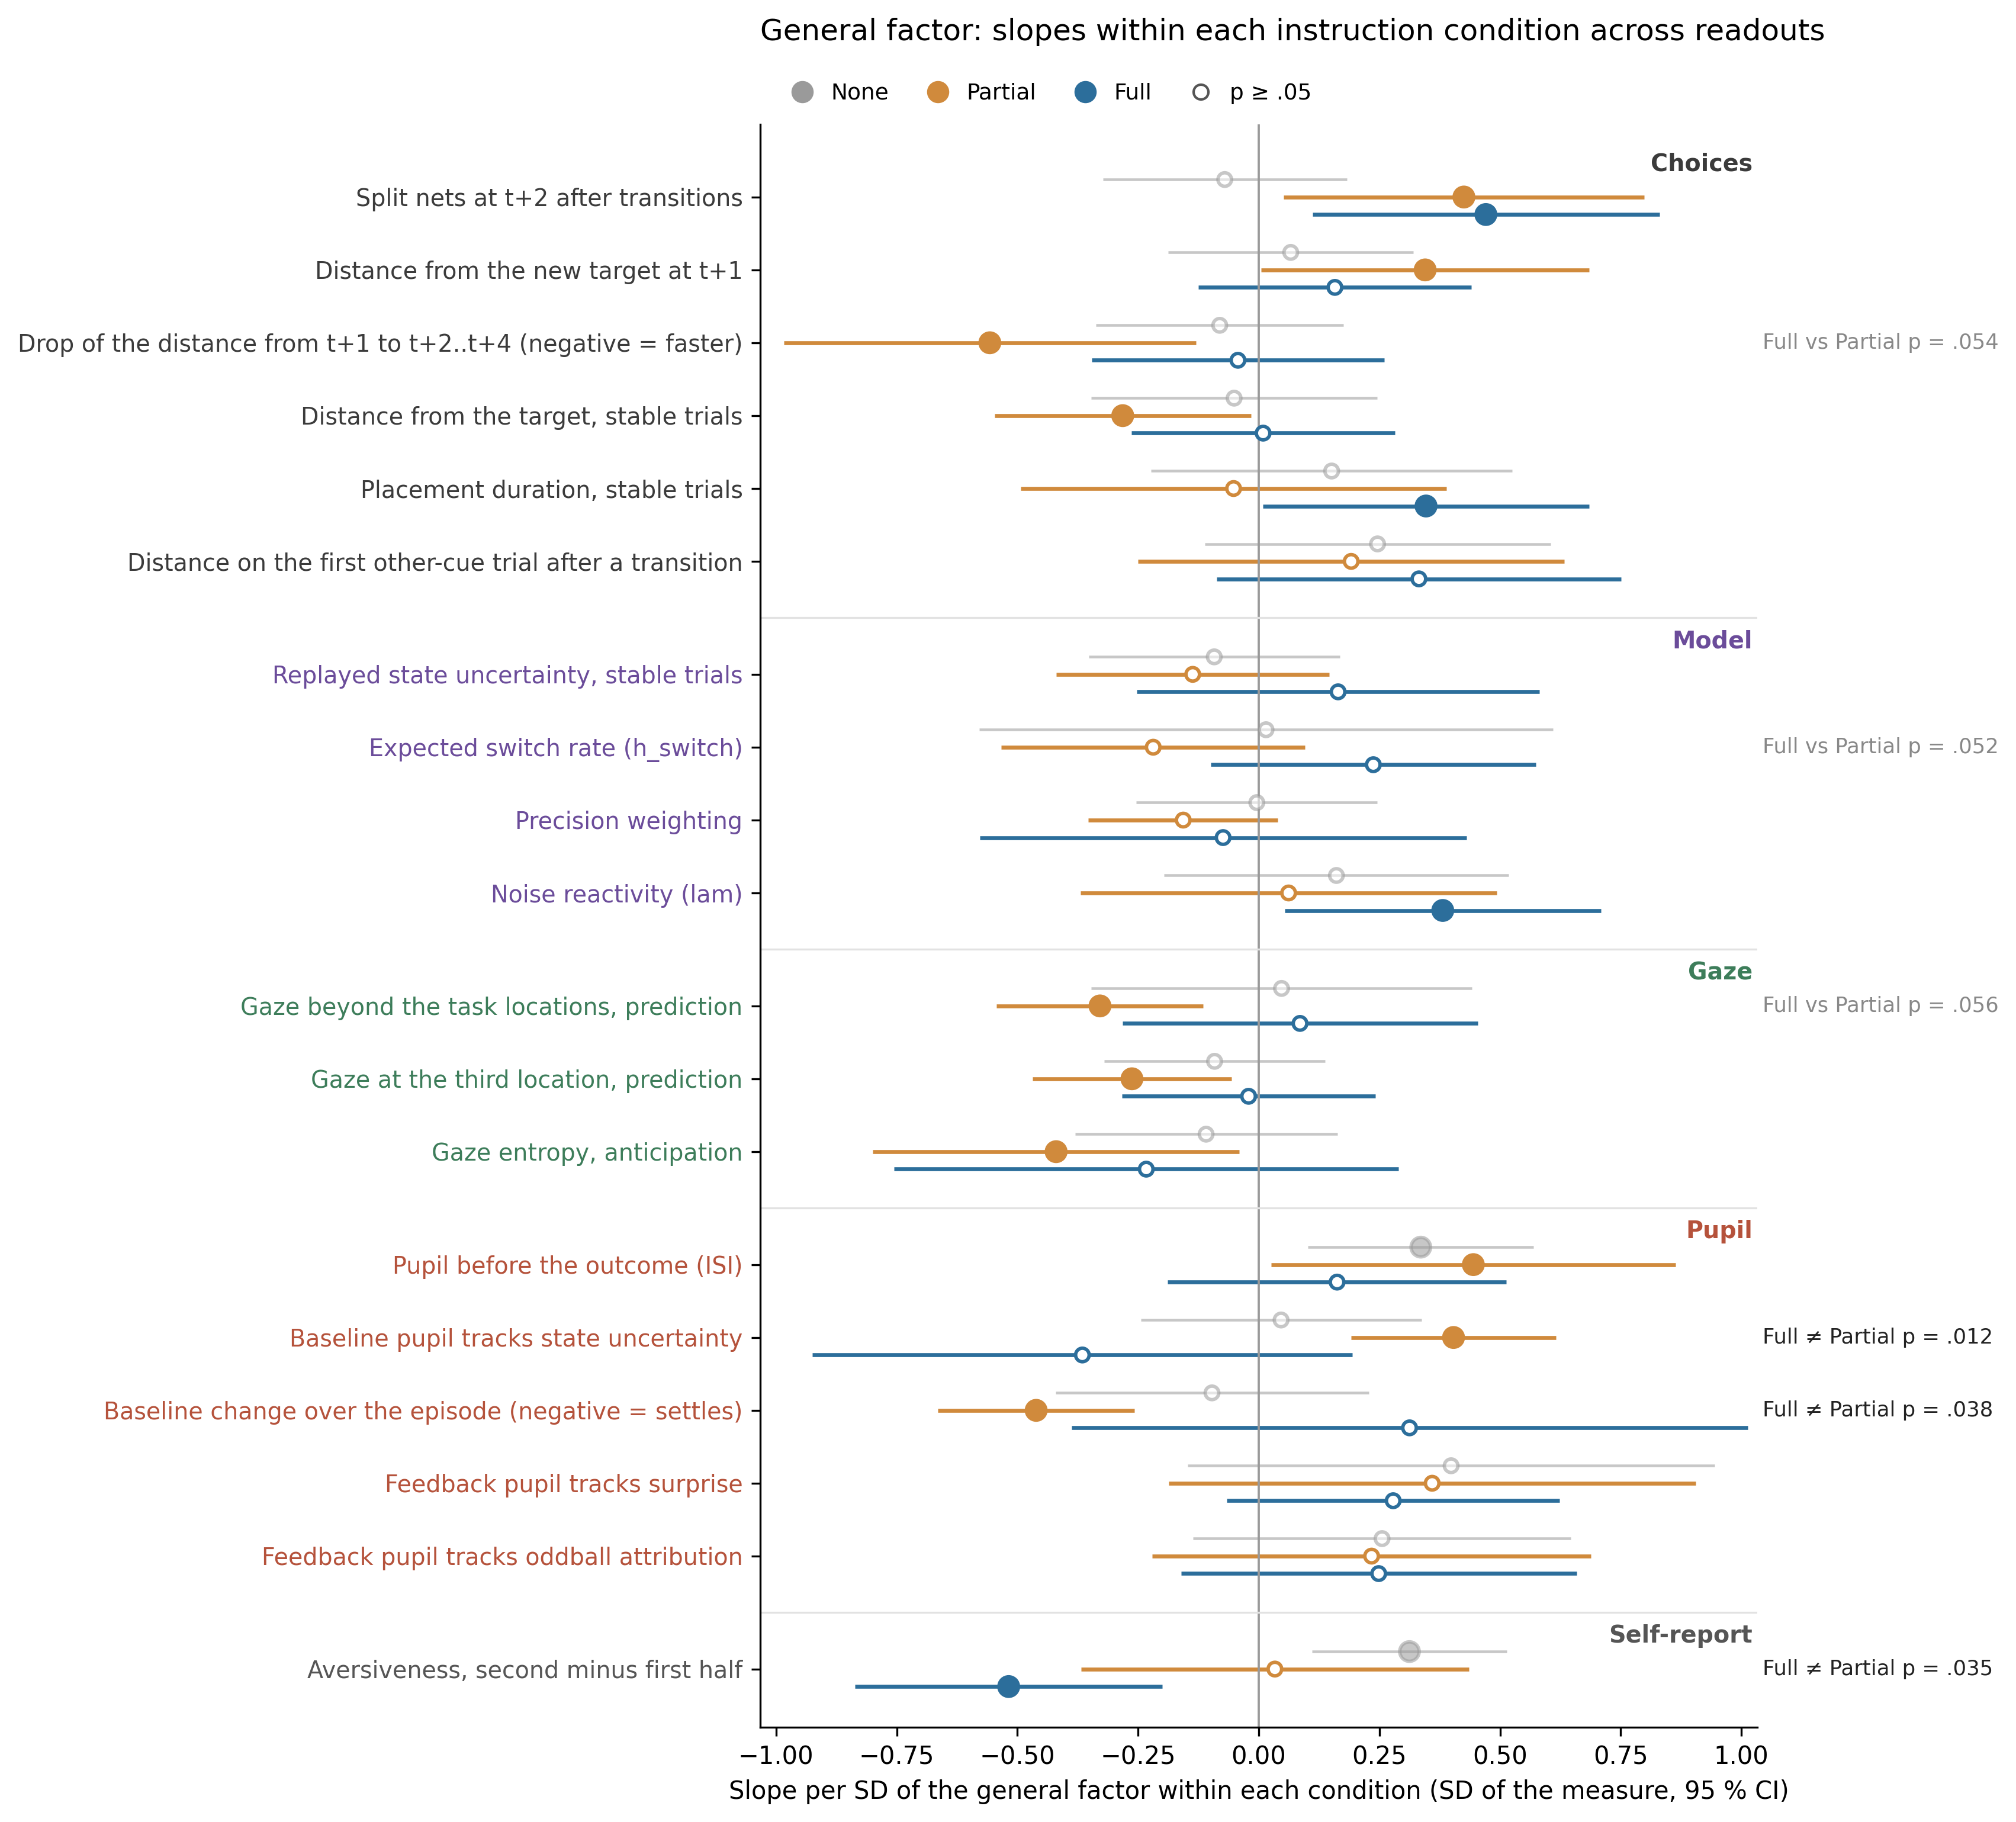 General factor: slopes within each instruction condition across readouts
None Partial Full p ≥ .05
Choices
Split nets at t+2 after transitions
Distance from the new target at t+1
Drop of the distance from t+1 to t+2..t+4 (negative = faster) Full vs Partial p = .054
Distance from the target, stable trials
Placement duration, stable trials
Distance on the first other-cue trial after a transition
Model
Replayed state uncertainty, stable trials
Expected switch rate (h_switch) Full vs Partial p = .052
Precision weighting
Noise reactivity (lam)
Gaze
Gaze beyond the task locations, prediction Full vs Partial p = .056
Gaze at the third location, prediction
Gaze entropy, anticipation
Pupil
Pupil before the outcome (ISI)
Baseline pupil tracks state uncertainty Full ≠ Partial p = .012
Baseline change over the episode (negative = settles) Full ≠ Partial p = .038
Feedback pupil tracks surprise
Feedback pupil tracks oddball attribution
Self-report
Aversiveness, second minus first half Full ≠ Partial p = .035
−1.00 −0.75 −0.50 −0.25 0.00 0.25 0.50 0.75 1.00
Slope per SD of the general factor within each condition (SD of the measure, 95 % CI)